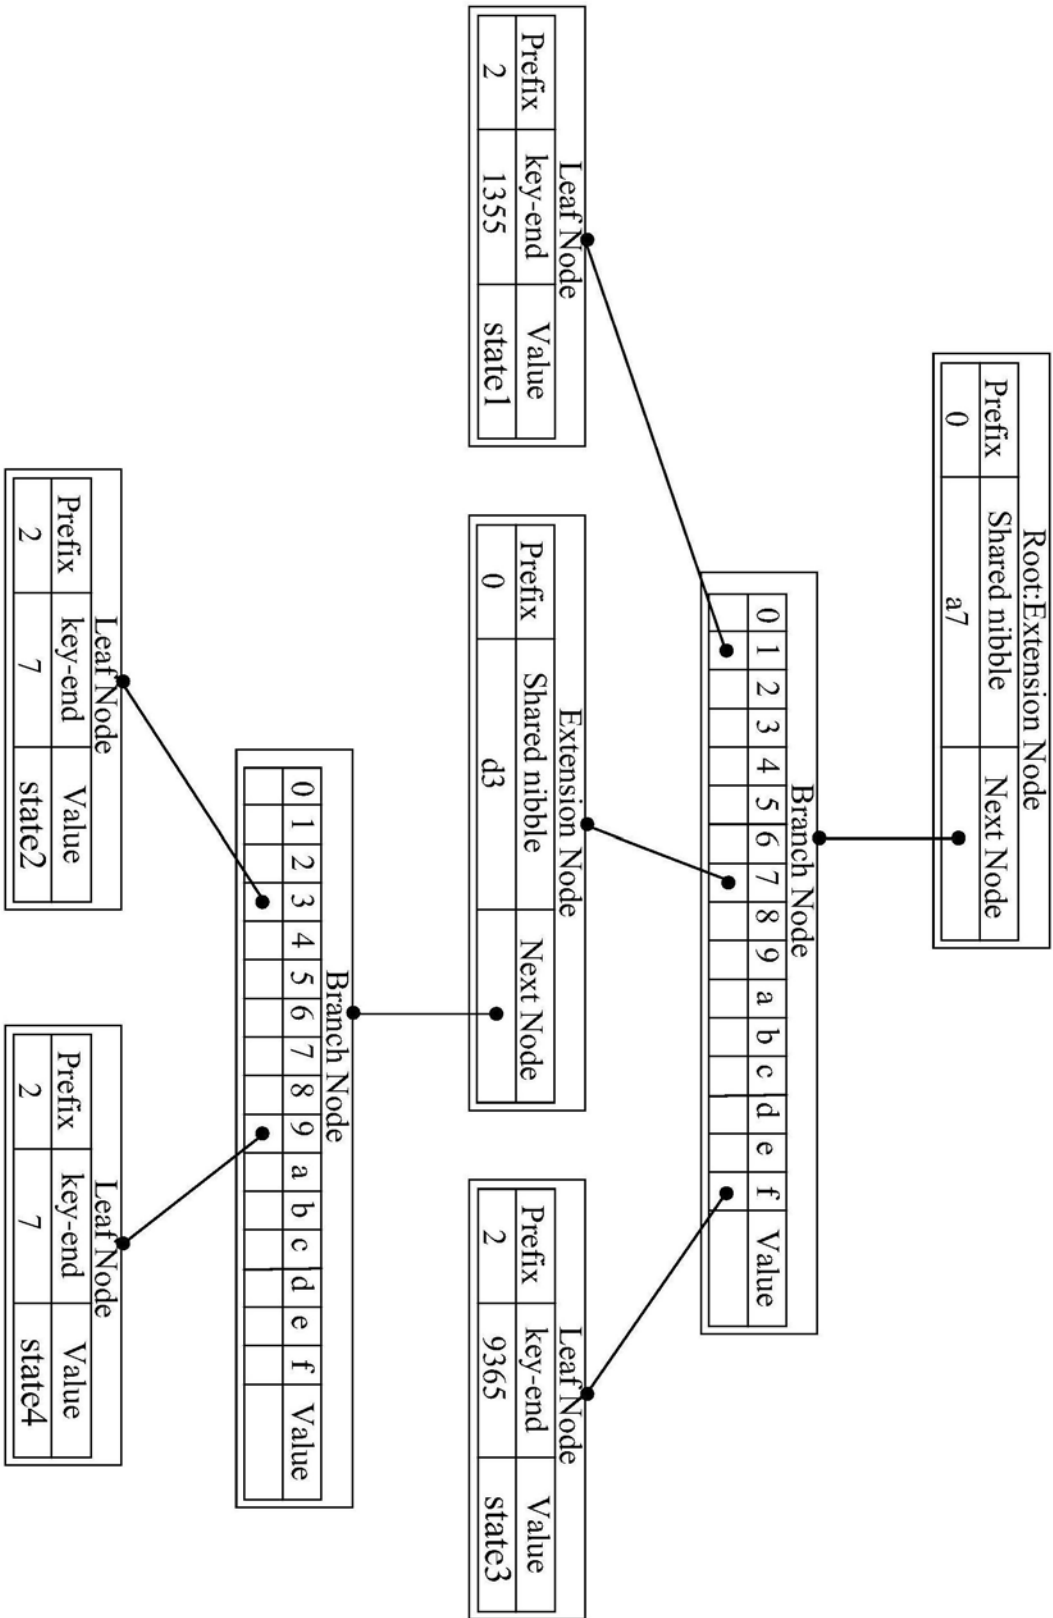 Root:Extension Node
Prefix Shared nibble Next Node
0 a7
Branch Node
0 1 2 3 4 5 6 7 8 9 a b c d e f Value
Leaf Node
Prefix key-end Value
2 1355 state1
Extension Node
Prefix Shared nibble Next Node
0 d3
Leaf Node
Prefix key-end Value
2 9365 state3
Branch Node
0 1 2 3 4 5 6 7 8 9 a b c d e f Value
Leaf Node
Prefix key-end Value
2 7 state2
Leaf Node
Prefix key-end Value
2 7 state4